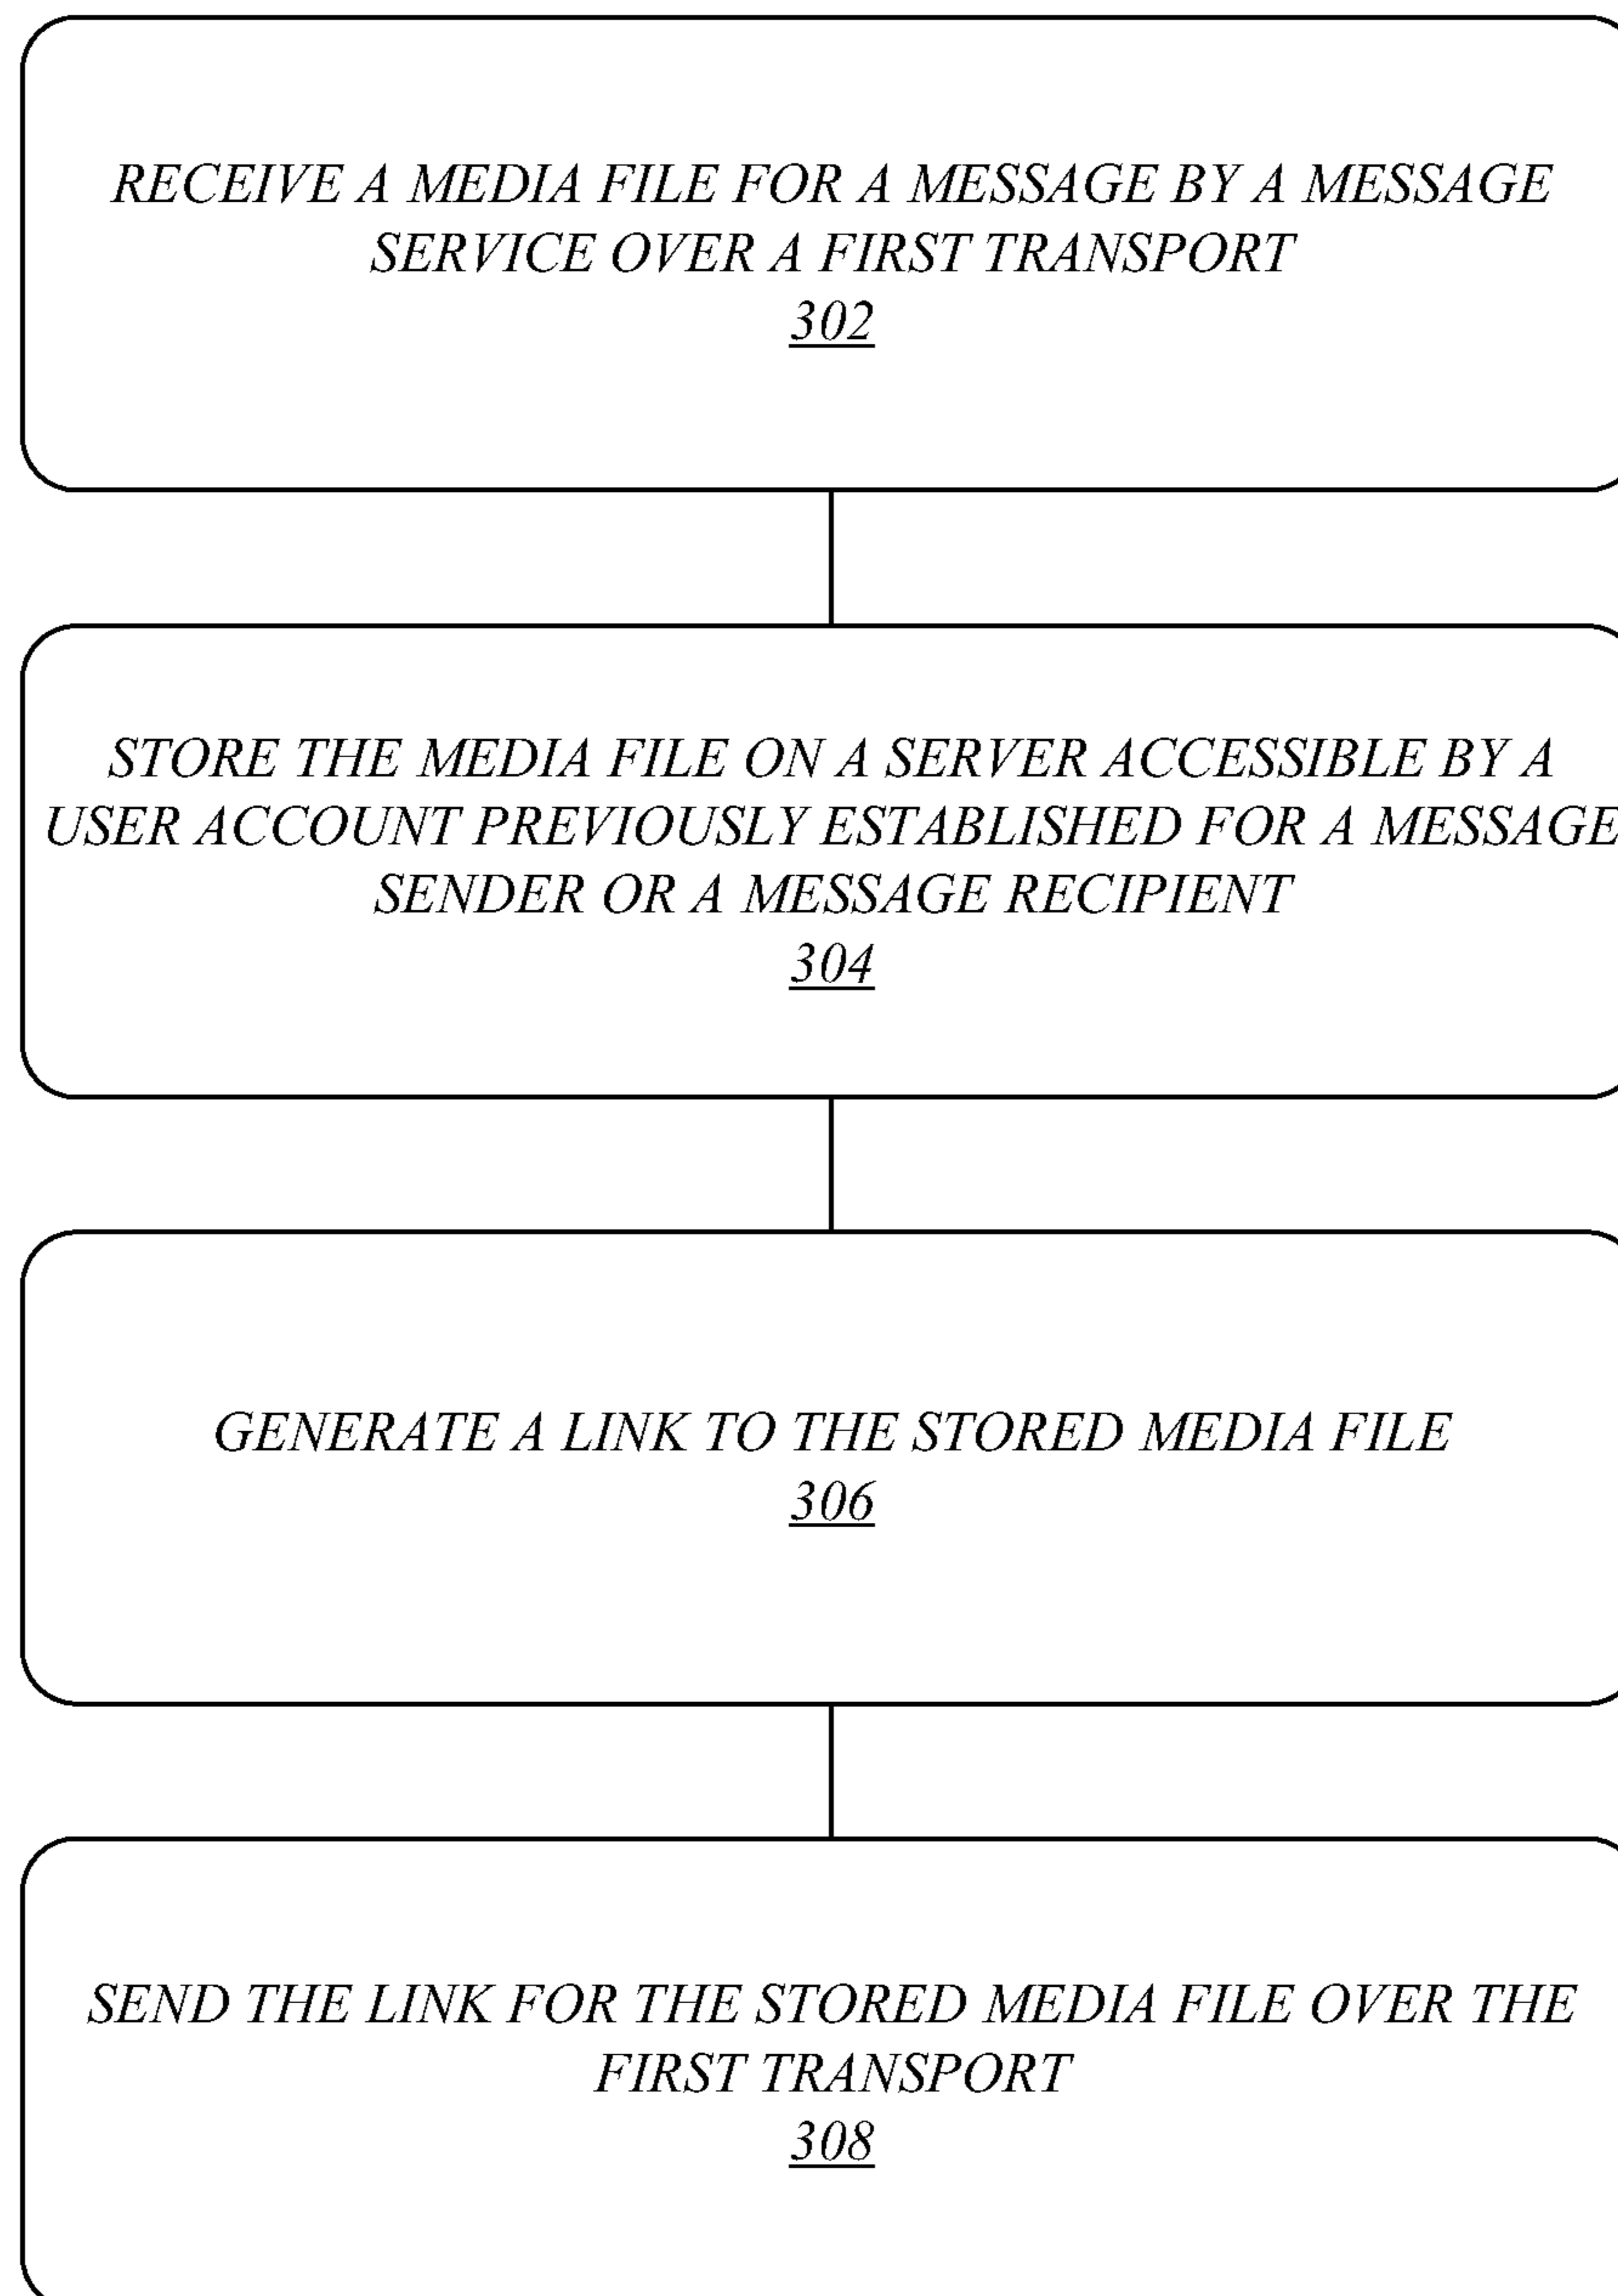 RECEIVE A MEDIA FILE FOR A MESSAGE BY A MESSAGE
SERVICE OVER A FIRST TRANSPORT
302
STORE THE MEDIA FILE ON A SERVER ACCESSIBLE BY A
USER ACCOUNT PREVIOUSLY ESTABLISHED FOR A MESSAGE
SENDER OR A MESSAGE RECIPIENT
304
GENERATE A LINK TO THE STORED MEDIA FILE
306
SEND THE LINK FOR THE STORED MEDIA FILE OVER THE
FIRST TRANSPORT
308